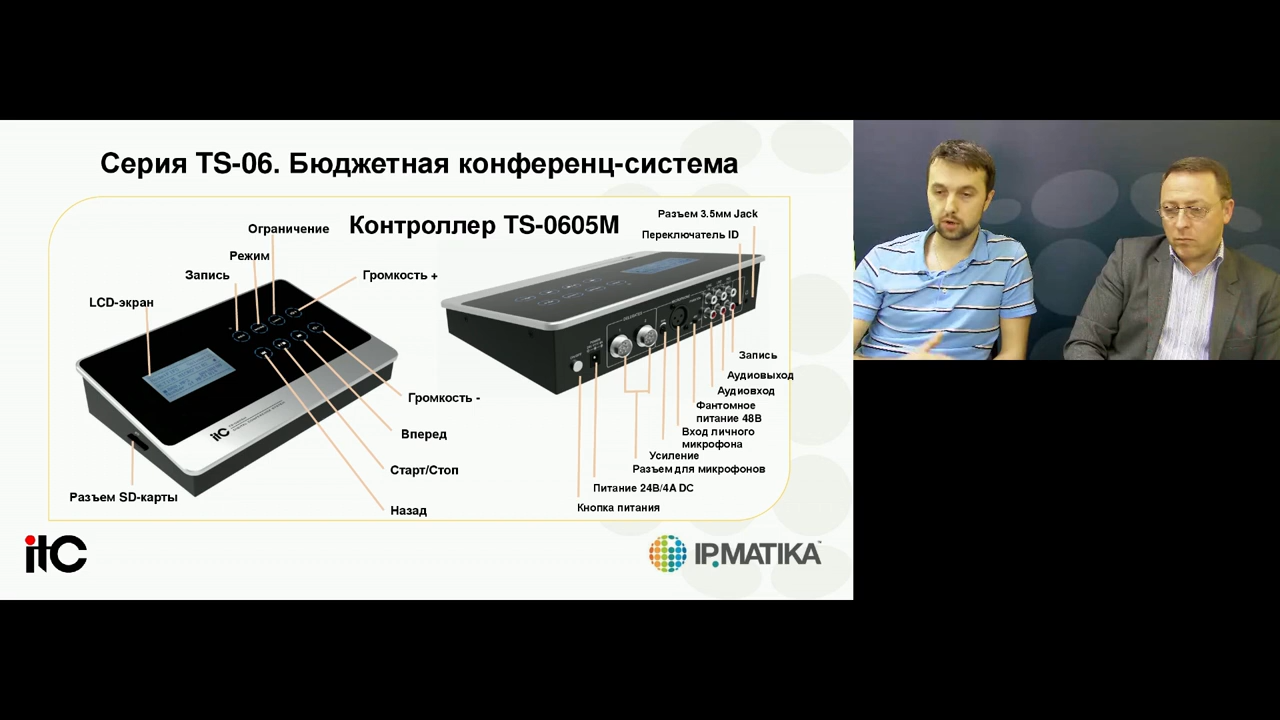 Серия TS-06. Бюджетная конференц-система
Контроллер TS-0605M
Ограничение
Режим
Запись
Громкость +
LCD-экран
Громкость -
Вперед
Старт/Стоп
Назад
Разъем SD-карты
Разъем 3.5мм Jack
Переключатель ID
Запись
Аудиовыход
Аудиовход
Фантомное
питание 48В
Вход личного
микрофона
Усиление
Разъем для микрофонов
Питание 24В/4A DC
Кнопка питания
itC
itC
IP.MATIKA